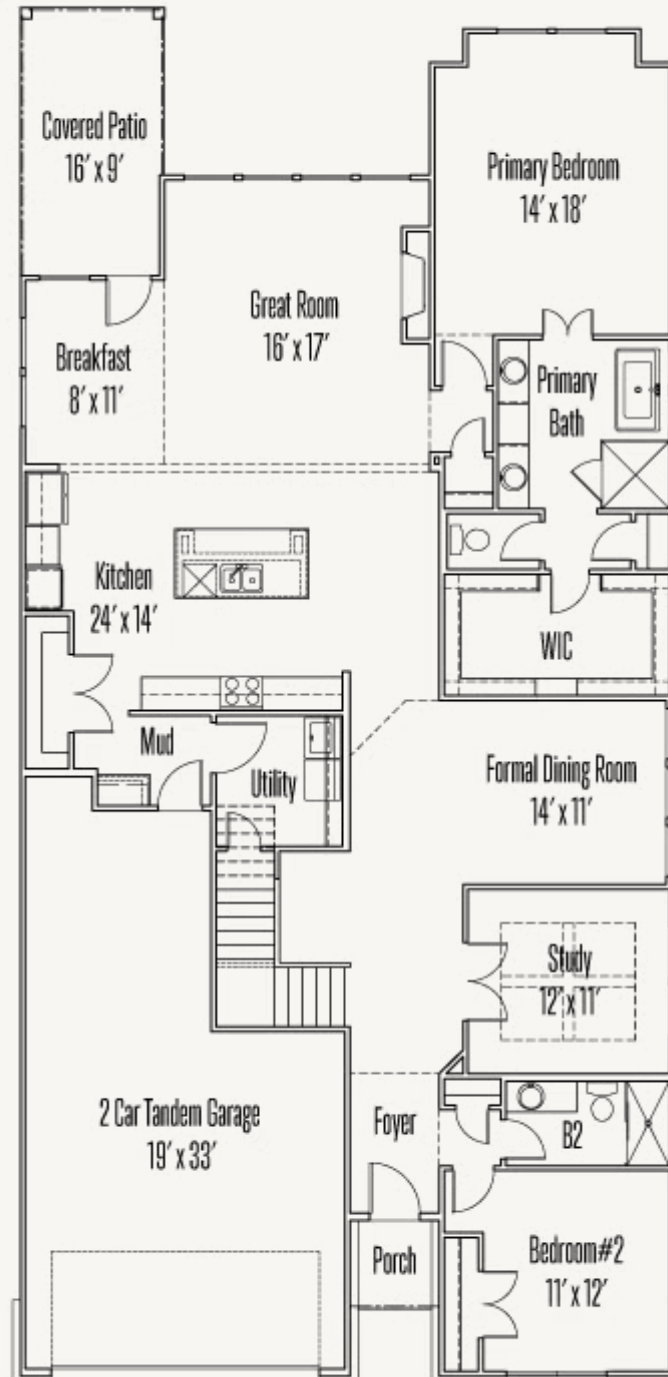 Covered Patio
16' x 9'
Primary Bedroom
14' x 18'
Great Room
16' x 17'
Breakfast
8' x 11'
Primary
Bath
Kitchen
24' x 14'
WIC
Mud
Utility
Formal Dining Room
14' x 11'
Study
12' x 11'
2 Car Tandem Garage
19' x 33'
Foyer
B2
Porch
Bedroom#2
11' x 12'